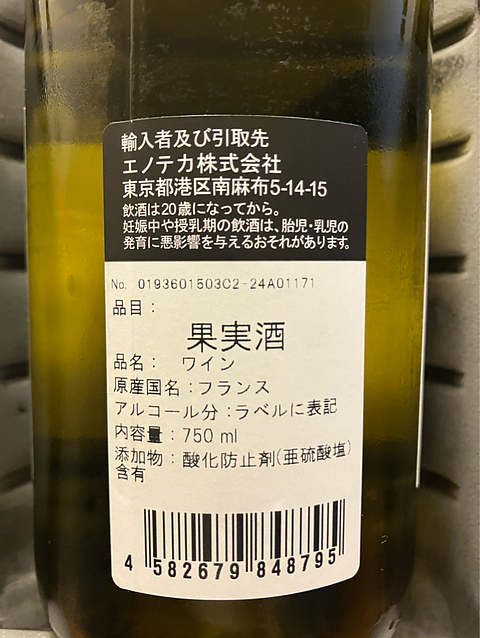 輸入者及び引取先
エノテカ株式会社
東京都港区南麻布5-14-15
飲酒は20歳になってから。
妊娠中や授乳期の飲酒は、胎児・乳児の
発育に悪影響を与えるおそれがあります。
No. 0193601503C2-24A01171
品目：
果実酒
品名： ワイン
原産国名：フランス
アルコール分：ラベルに表記
内容量：750 ml
添加物：酸化防止剤(亜硫酸塩)
含有
4 582679 848795